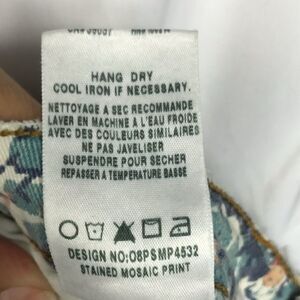 HANG DRY
COOL IRON IF NECESSARY.
NETTOYAGE A SEC RECOMMANDE
LAVER EN MACHINE A L'EAU FROIDE
AVEC DES COULEURS SIMILAIRES
NE PAS JAVELISER
SUSPENDRE POUR SECHER
REPASSER A TEMPERATURE BASSE
DESIGN NO:08PSMP4532
STAINED MOSAIC PRINT